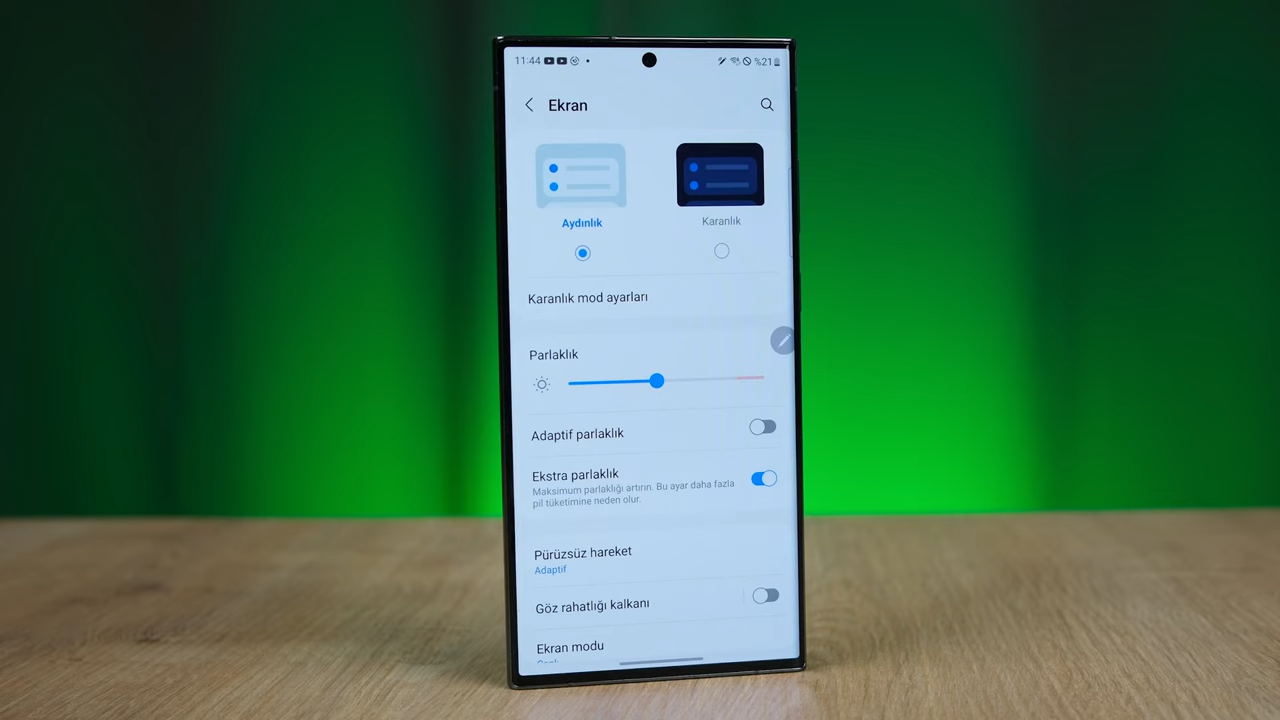 11:44 %21
Ekran
Aydınlık Karanlık
Karanlık mod ayarları
Parlaklık
Adaptif parlaklık
Ekstra parlaklık
Maksimum parlaklığı artırın. Bu ayar daha fazla
pil tüketimine neden olur.
Pürüzsüz hareket
Adaptif
Göz rahatlığı kalkanı
Ekran modu